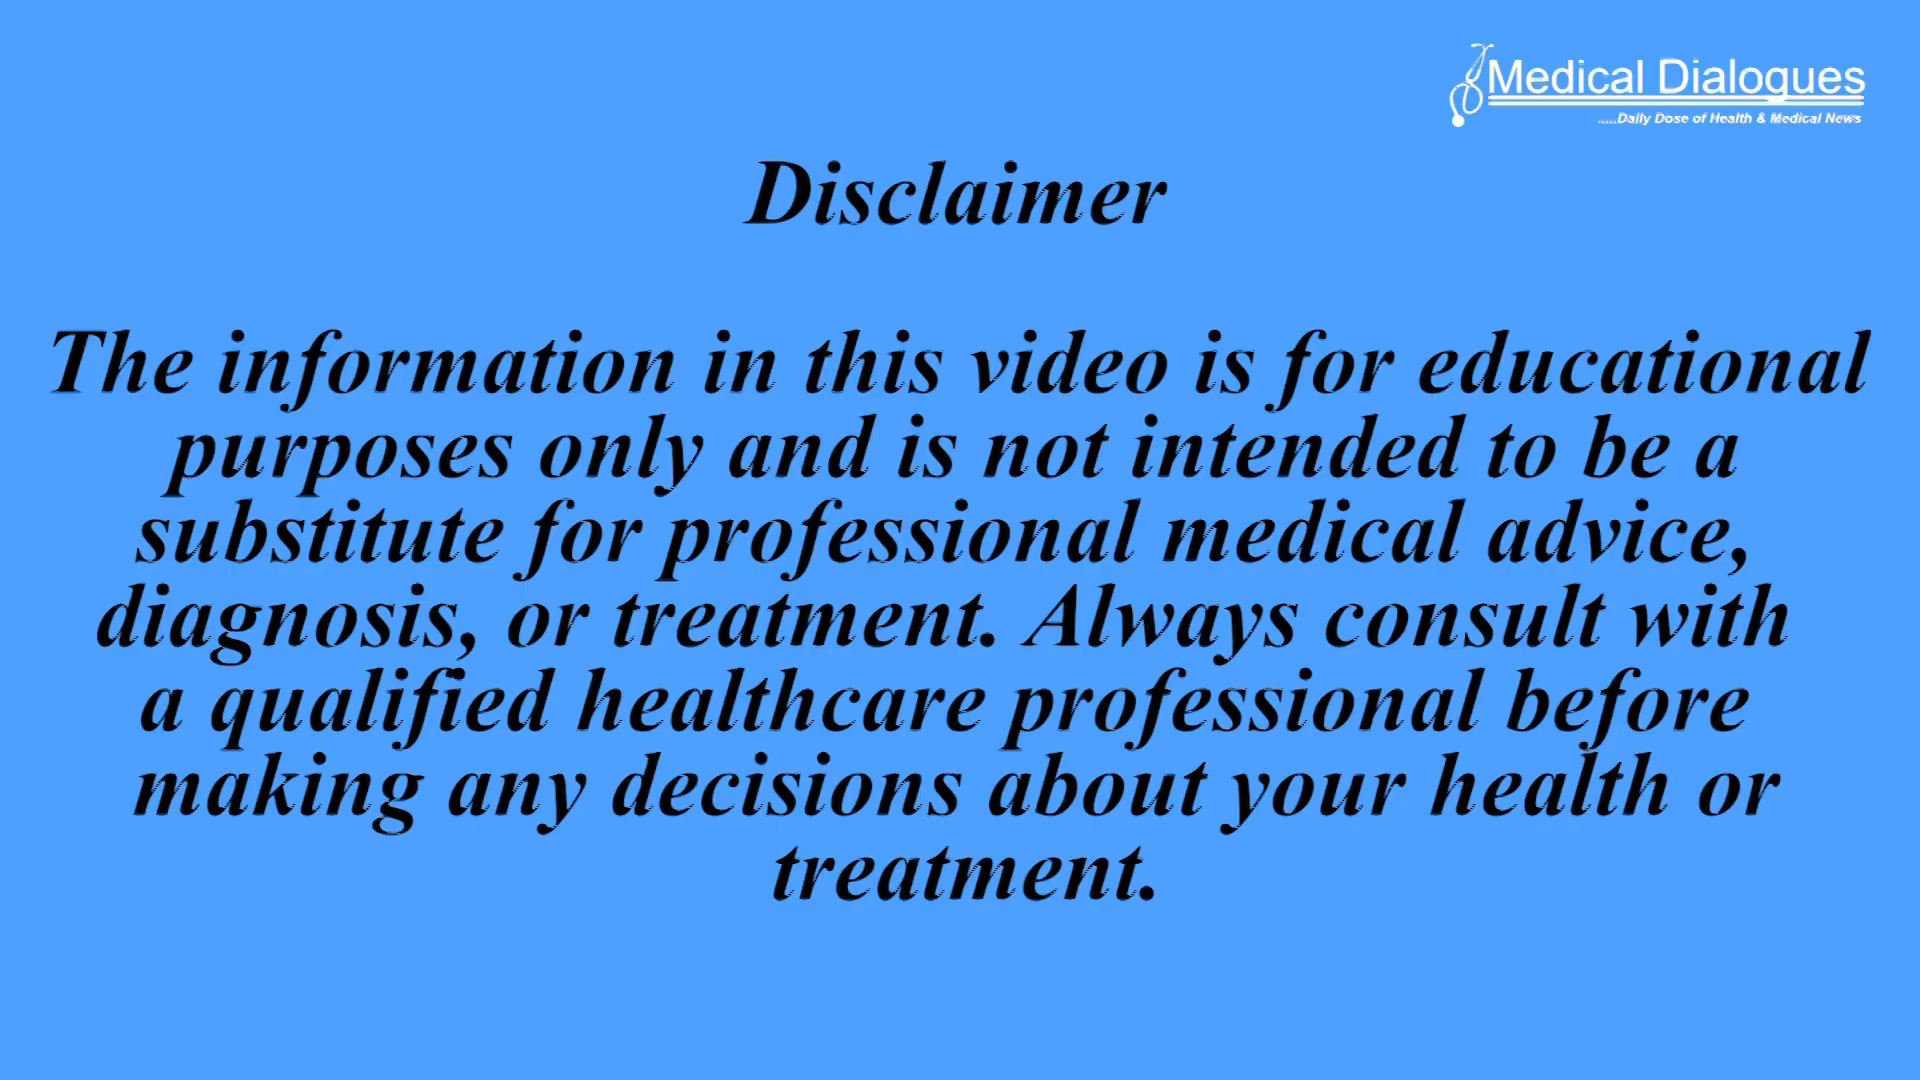 Medical Dialogues
.....Daily Dose of Health & Medical News
Disclaimer
The information in this video is for educational
purposes only and is not intended to be a
substitute for professional medical advice,
diagnosis, or treatment. Always consult with
a qualified healthcare professional before
making any decisions about your health or
treatment.